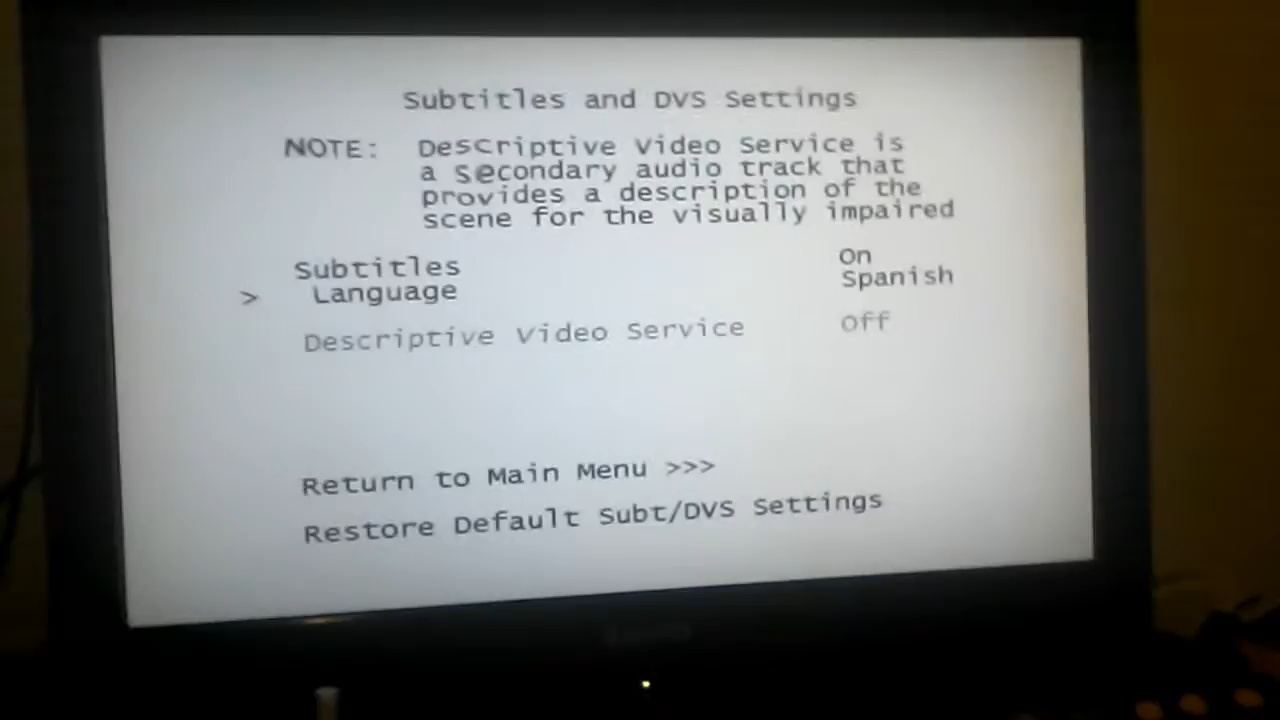 Subtitles and DVS Settings
NOTE: Descriptive Video Service is
a secondary audio track that
provides a description of the
scene for the visually impaired
Subtitles On
> Language Spanish
Descriptive Video Service Off
Return to Main Menu >>>
Restore Default Subt/DVS Settings